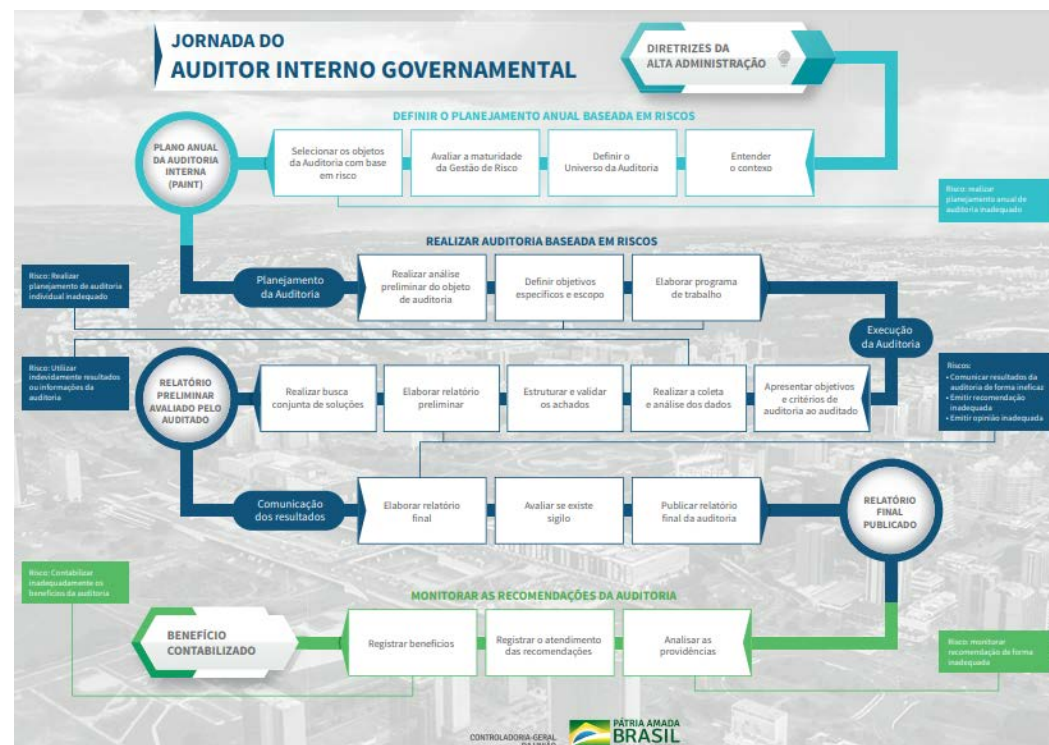 JORNADA DO
AUDITOR INTERNO GOVERNAMENTAL
DIRETRIZES DA
ALTA ADMINISTRAÇÃO
DEFINIR O PLANEJAMENTO ANUAL BASEADA EM RISCOS
PLANO ANUAL
DA AUDITORIA
INTERNA
(PAINT)
Selecionar os objetos
da Auditoria com base
em risco
Avaliar a maturidade
da Gestão de Risco
Definir o
Universo da Auditoria
Entender
o contexo
Risco: realizar
planejamento anual de
auditoria inadequado
REALIZAR AUDITORIA BASEADA EM RISCOS
Risco: Realizar
planejamento de auditoria
individual inadequado
Planejamento
da Auditoria
Realizar análise
preliminar do objeto
de auditoria
Definir objetivos
específicos e escopo
Elaborar programa
de trabalho
Execução
da Auditoria
Risco: Utilizar
indevidamente resultados
ou informações da
auditoria
RELATÓRIO
PRELIMINAR
AVALIADO PELO
AUDITADO
Realizar busca
conjunta de soluções
Elaborar relatório
preliminar
Estruturar e validar
os achados
Realizar a coleta
e análise dos dados
Apresentar objetivos
e critérios de
auditoria ao auditado
Riscos:
• Comunicar resultados da
auditoria de forma ineficaz
• Emitir recomendação
inadequada
• Emitir opinião inadequada
Comunicação
dos resultados
Elaborar relatório
final
Avaliar se existe
sigilo
Publicar relatório
final da auditoria
RELATÓRIO
FINAL
PUBLICADO
Risco: Contabilizar
inadequadamente os
benefícios da auditoria
MONITORAR AS RECOMENDAÇÕES DA AUDITORIA
BENEFÍCIO
CONTABILIZADO
Registrar benefícios
Registrar o atendimento
das recomendações
Analisar as
providências
Risco: monitorar
recomendação de forma
inadequada
CONTROLADORIA-GERAL
DA UNIÃO
PÁTRIA AMADA
BRASIL